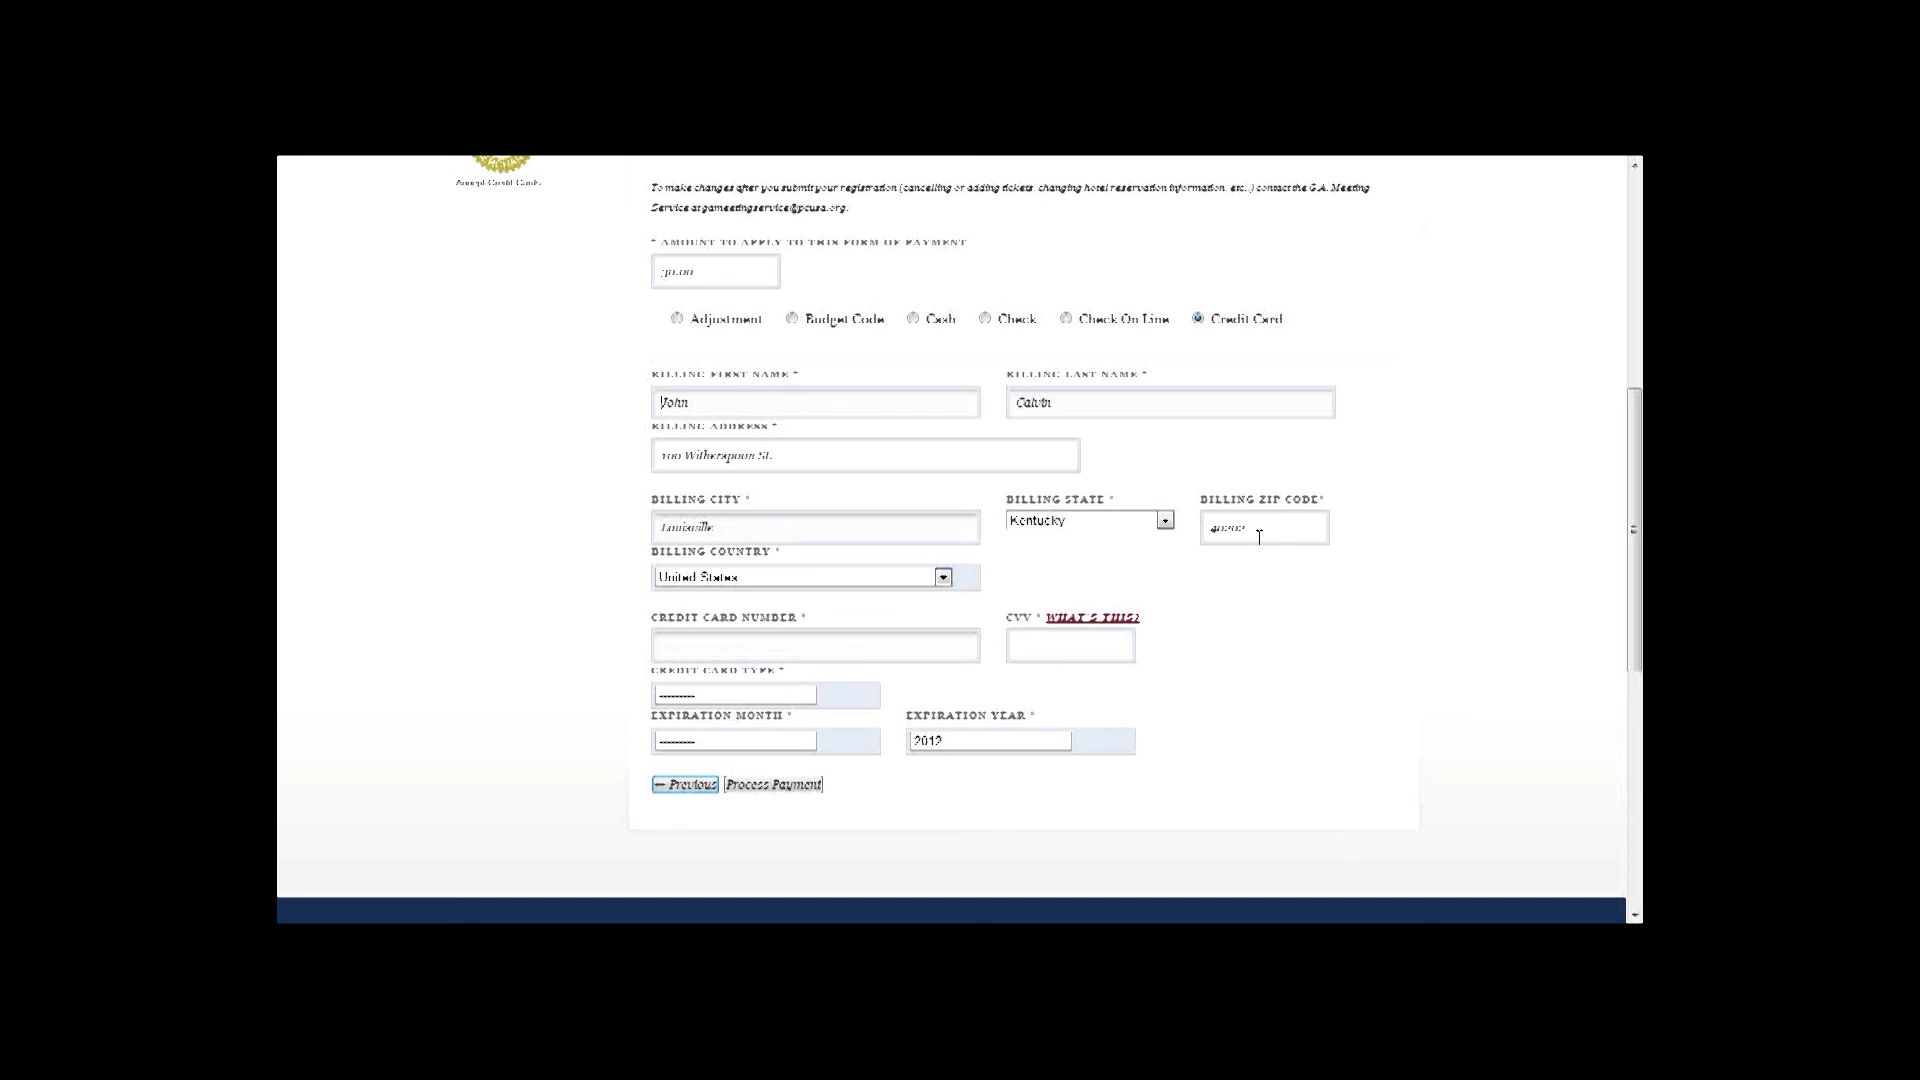 Accept Credit Cards
To make changes after you submit your registration (cancelling or adding tickets, changing hotel reservation information, etc..) contact the G.A. Meeting
Service at gameetingservice@pcusa.org.
* AMOUNT TO APPLY TO THIS FORM OF PAYMENT
Adjustment Budget Code Cash Check Check On Line Credit Card
BILLING FIRST NAME * BILLING LAST NAME *
John Calvin
BILLING ADDRESS *
100 Witherspoon St.
BILLING CITY * BILLING STATE * BILLING ZIP CODE*
Louisville Kentucky 40202
BILLING COUNTRY *
United States
CREDIT CARD NUMBER * CVV * WHAT'S THIS?
CREDIT CARD TYPE *
---------
EXPIRATION MONTH * EXPIRATION YEAR *
--------- 2012
← Previous Process Payment